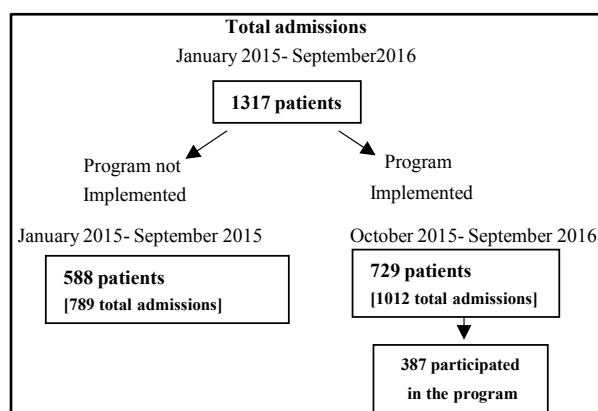 Total admissions
January 2015- September2016
1317 patients
Program not
Implemented
Program
Implemented
January 2015- September 2015
October 2015- September 2016
588 patients
[789 total admissions]
729 patients
[1012 total admissions]
387 participated
in the program